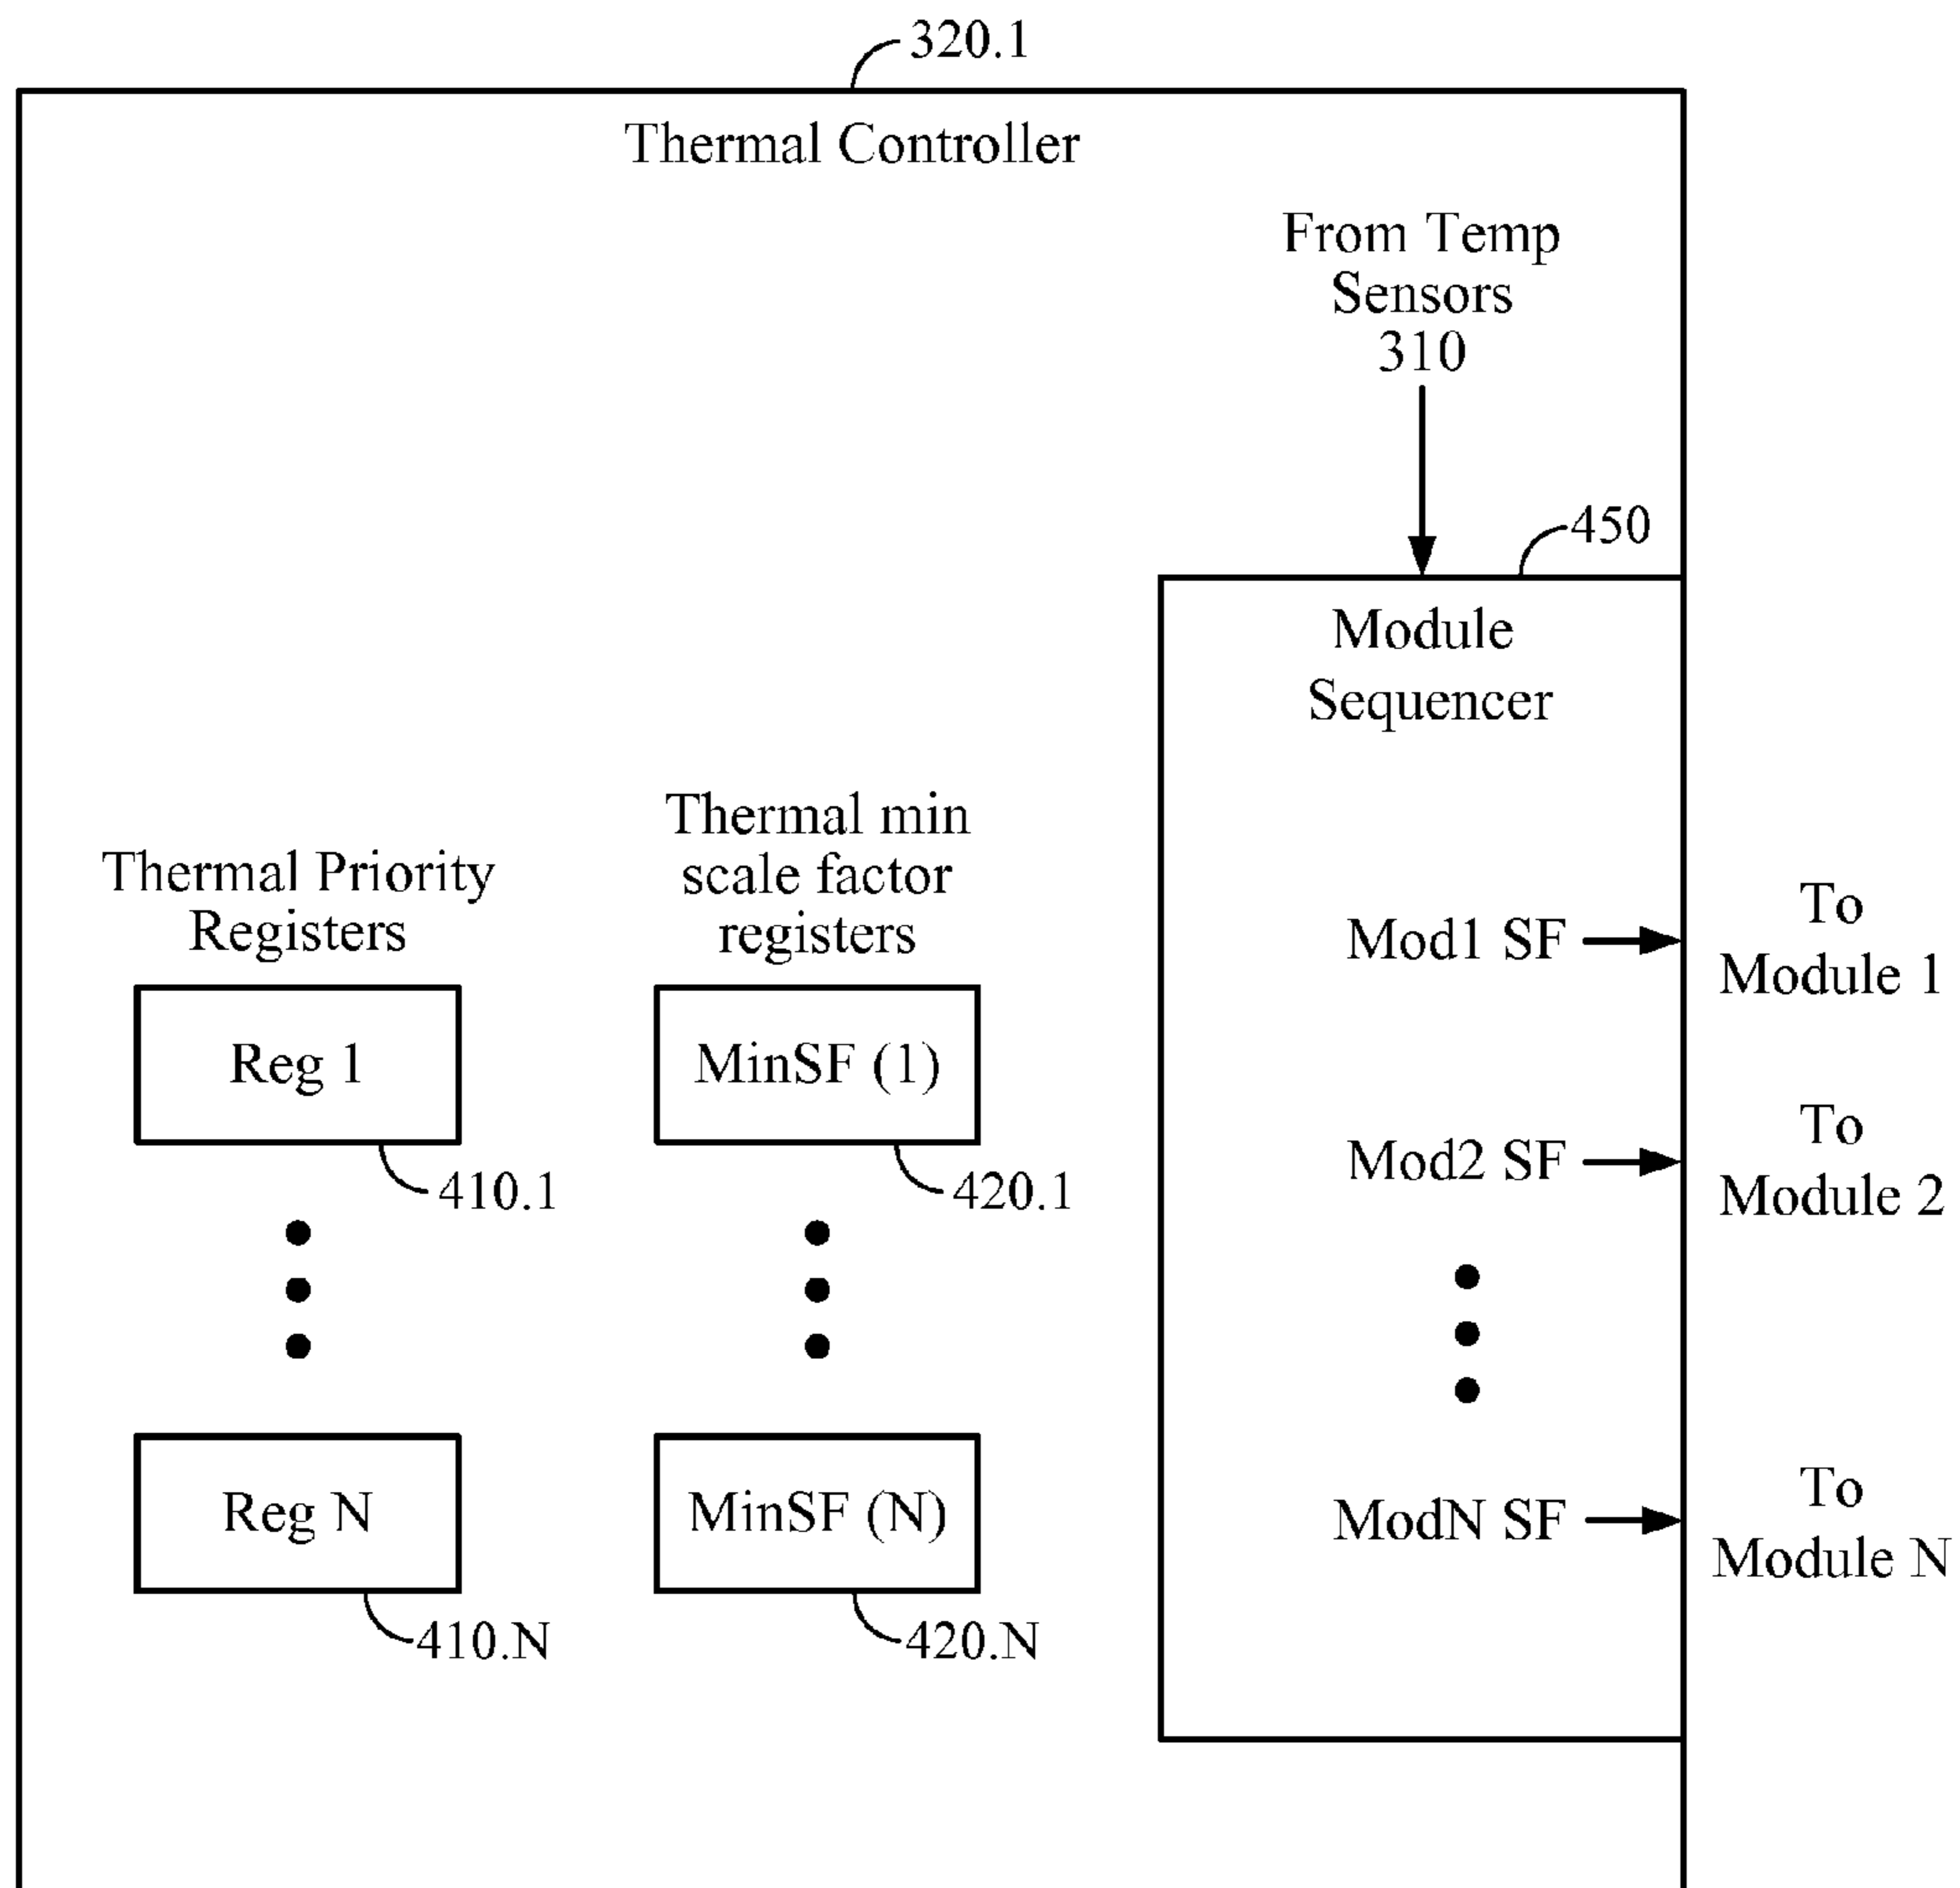 320.1
Thermal Controller
From Temp
Sensors
310
450
Module
Sequencer
Thermal Priority
Registers
Thermal min
scale factor
registers
Reg 1
410.1
MinSF (1)
420.1
Reg N
410.N
MinSF (N)
420.N
Mod1 SF
To
Module 1
Mod2 SF
To
Module 2
ModN SF
To
Module N